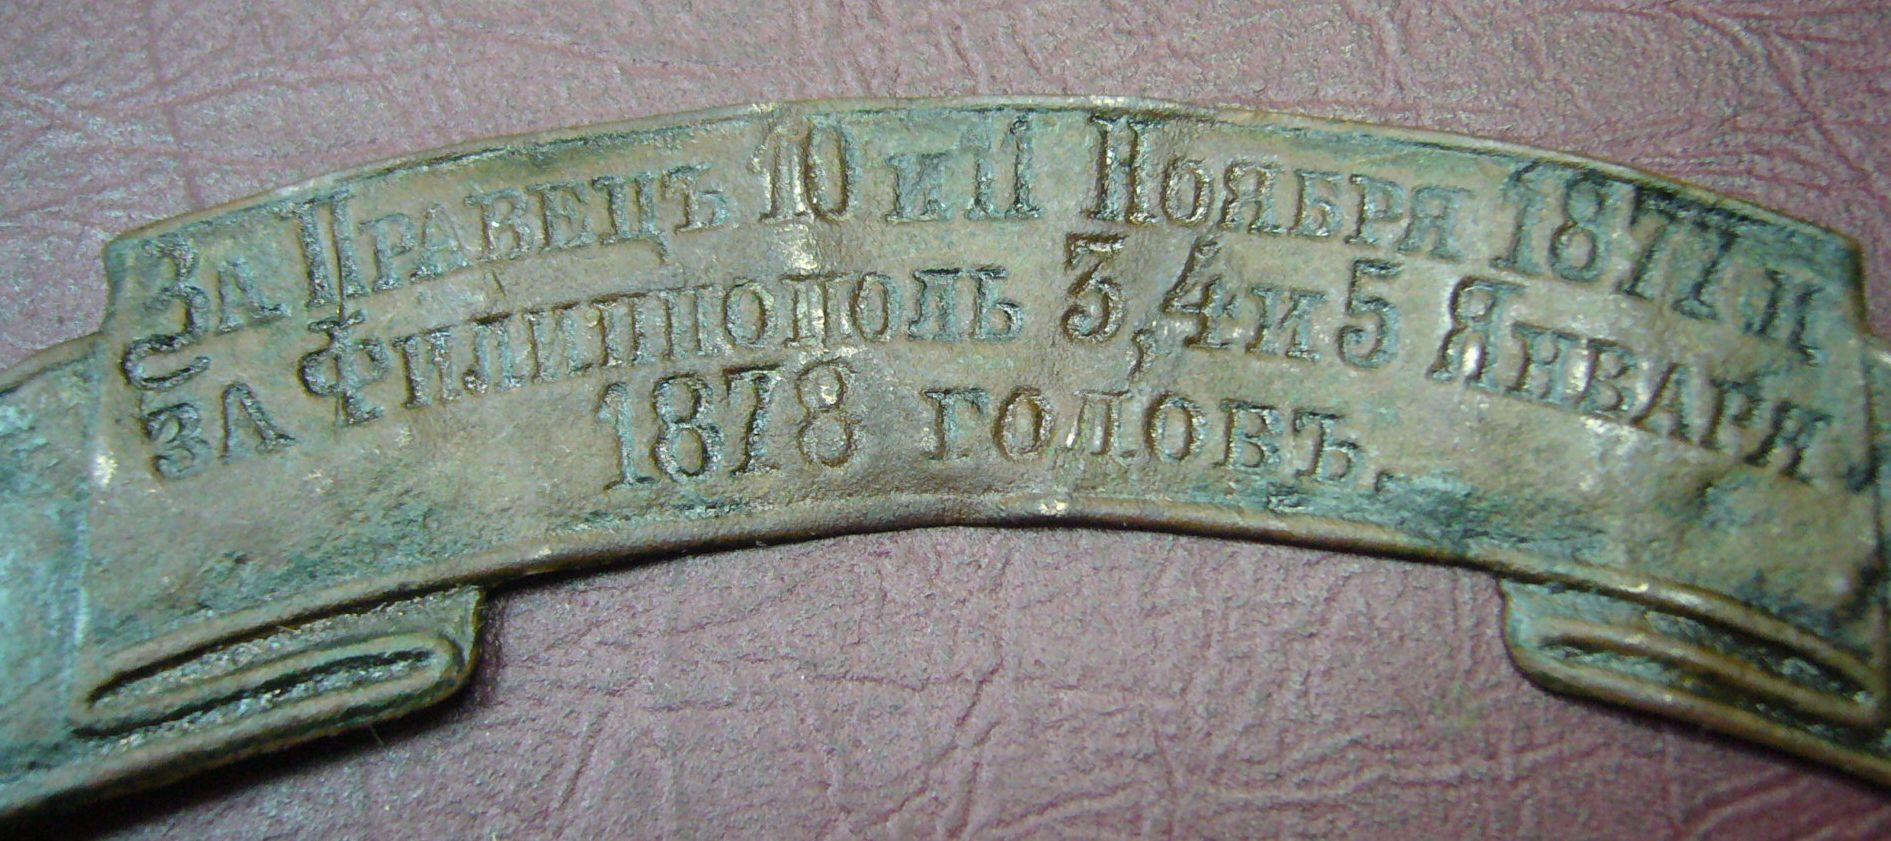 За Правецъ 10 и 11 Ноября 1877 и
за Филиппополь 3, 4 и 5 Января
1878 годовъ.